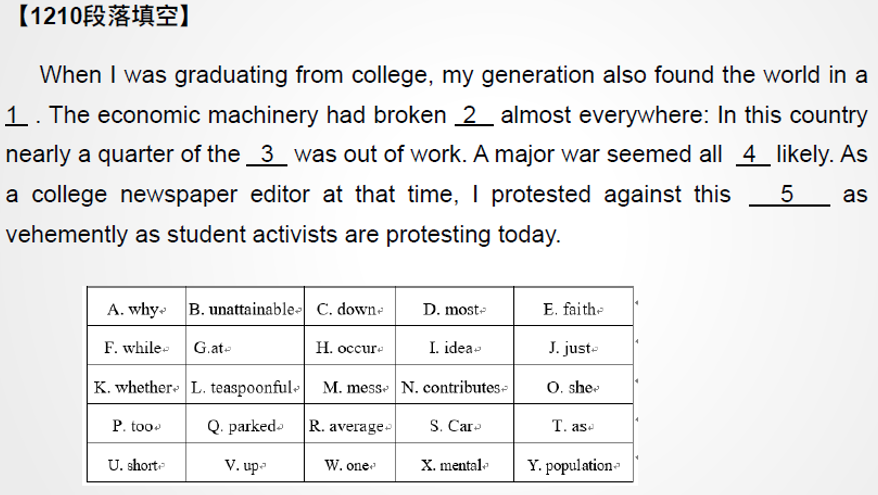 【1210段落填空】
When I was graduating from college, my generation also found the world in a
1 . The economic machinery had broken 2 almost everywhere: In this country
nearly a quarter of the 3 was out of work. A major war seemed all 4 likely. As
a college newspaper editor at that time, I protested against this 5 as
vehemently as student activists are protesting today.
A. why B. unattainable C. down D. most E. faith
F. while G.at H. occur I. idea J. just
K. whether L. teaspoonful M. mess N. contributes O. she
P. too Q. parked R. average S. Car T. as
U. short V. up W. one X. mental Y. population